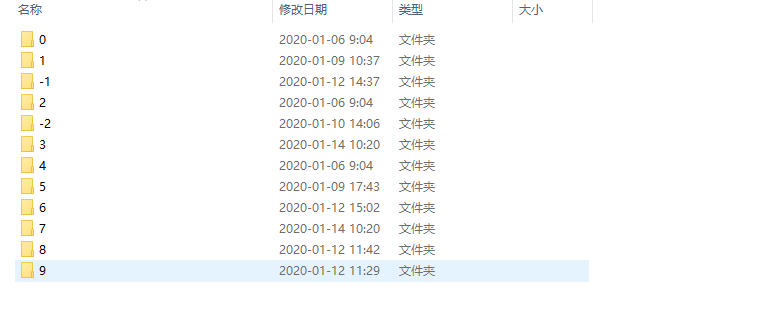 名称 修改日期 类型 大小
0 2020-01-06 9:04 文件夹
1 2020-01-09 10:37 文件夹
-1 2020-01-12 14:37 文件夹
2 2020-01-06 9:04 文件夹
-2 2020-01-10 14:06 文件夹
3 2020-01-14 10:20 文件夹
4 2020-01-06 9:04 文件夹
5 2020-01-09 17:43 文件夹
6 2020-01-12 15:02 文件夹
7 2020-01-14 10:20 文件夹
8 2020-01-12 11:42 文件夹
9 2020-01-12 11:29 文件夹